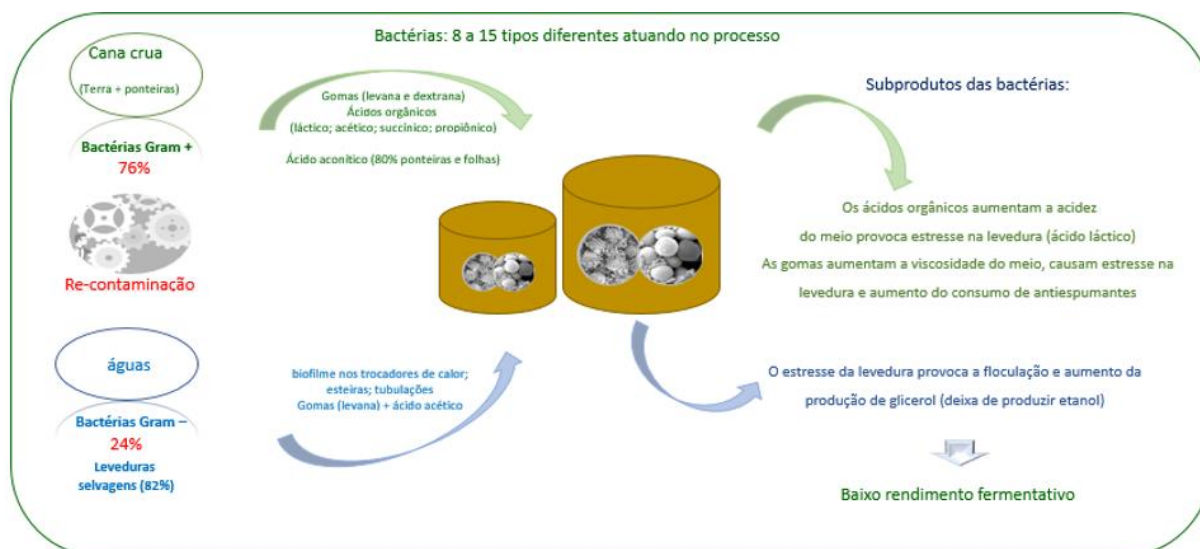 Bactérias: 8 a 15 tipos diferentes atuando no processo
Cana crua
(Terra + ponteiras)
Bactérias Gram +
76%
Re-contaminação
águas
Bactérias Gram –
24%
Leveduras
selvagens (82%)
Gomas (levana e dextrana)
Ácidos orgânicos
(láctico; acético; succínico; propiônico)
Ácido aconítico (80% ponteiras e folhas)
biofilme nos trocadores de calor;
esteiras; tubulações
Gomas (levana) + ácido acético
Subprodutos das bactérias:
Os ácidos orgânicos aumentam a acidez
do meio provoca estresse na levedura (ácido láctico)
As gomas aumentam a viscosidade do meio, causam estresse na
levedura e aumento do consumo de antiespumantes
O estresse da levedura provoca a floculação e aumento da
produção de glicerol (deixa de produzir etanol)
Baixo rendimento fermentativo